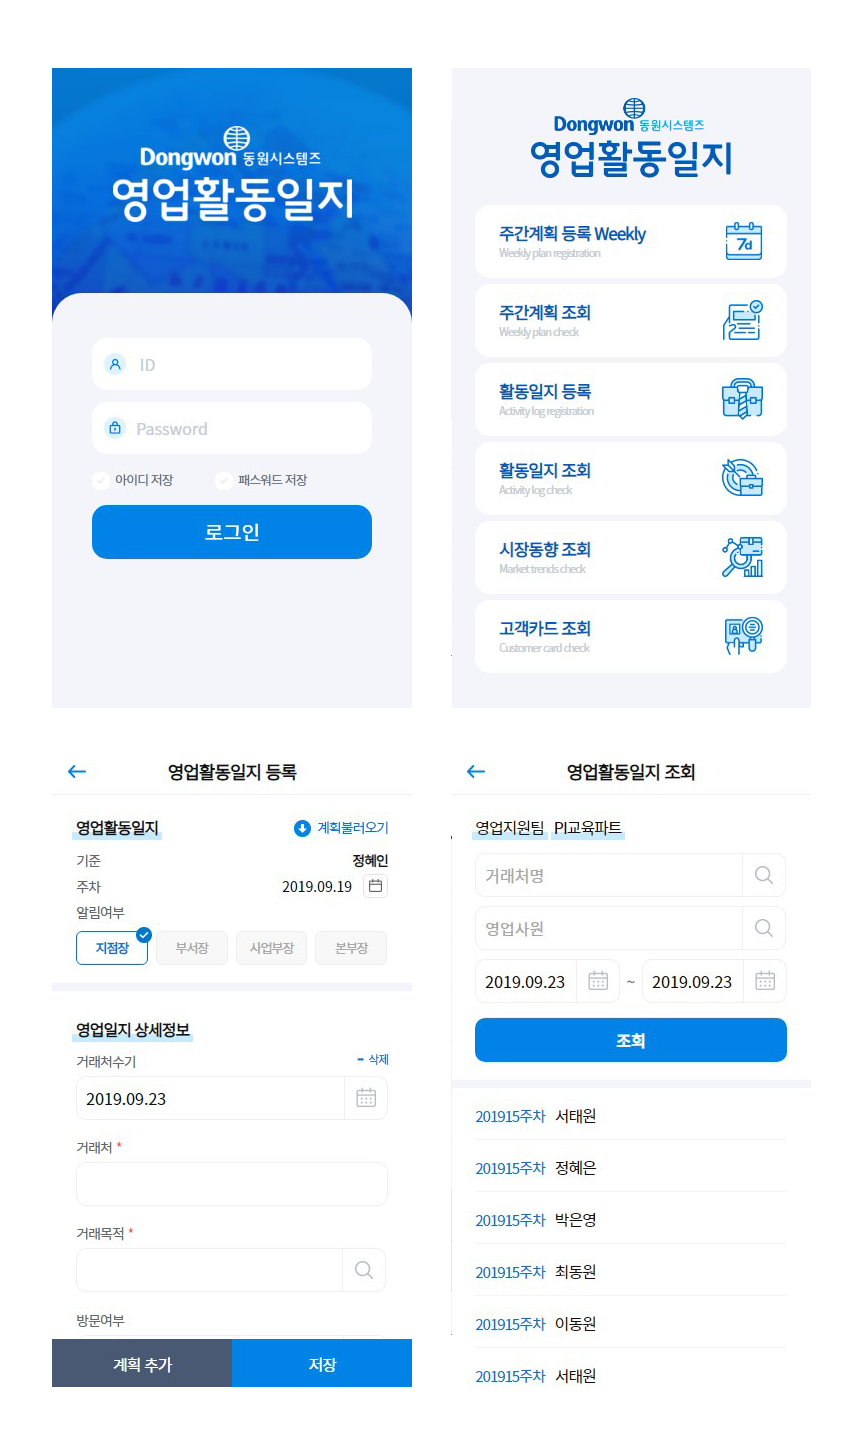 Dongwon 동원시스템즈
영업활동일지
ID
Password
아이디 저장 패스워드 저장
로그인
Dongwon 동원시스템즈
영업활동일지
주간계획 등록 Weekly
Weekly plan registration
7d
주간계획 조회
Weekly plan check
활동일지 등록
Activity log registration
활동일지 조회
Activity log check
시장동향 조회
Market trends check
고객카드 조회
Customer card check
A
영업활동일지 등록
영업활동일지 계획불러오기
기준 정혜인
주차 2019.09.19
알림여부
지점장 부서장 사업부장 본부장
영업일지 상세정보
거래처수기 - 삭제
2019.09.23
거래처 *
거래목적 *
방문여부
계획 추가 저장
영업활동일지 조회
영업지원팀 PI교육파트
거래처명
영업사원
2019.09.23 ~ 2019.09.23
조회
201915주차 서태원
201915주차 정혜은
201915주차 박은영
201915주차 최동원
201915주차 이동원
201915주차 서태원